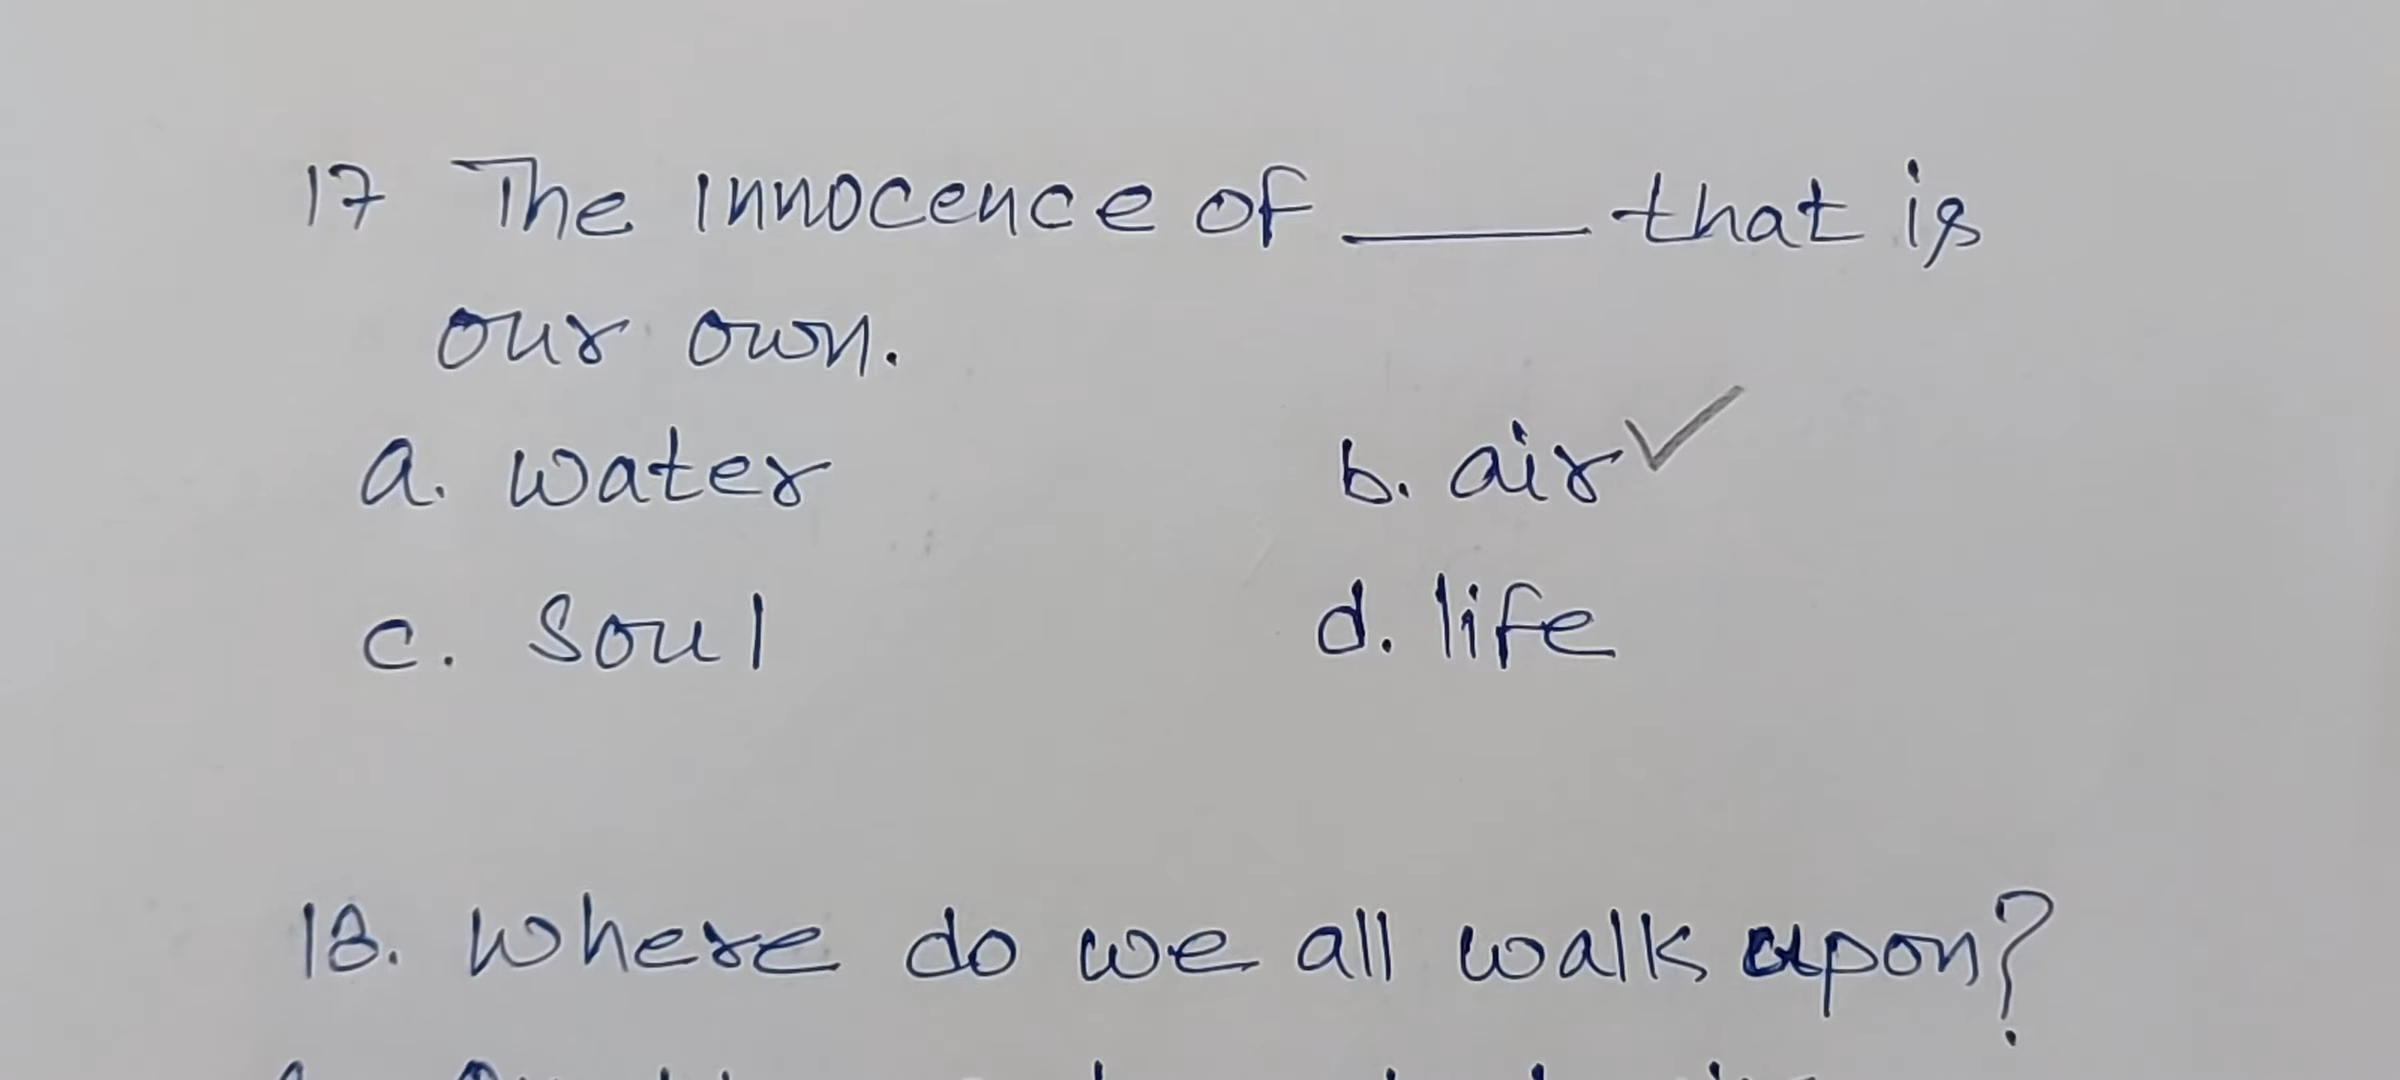 17 The innocence of ____ that is
our own.
a. water b. air ✓
c. soul d. life
18. Where do we all walk upon?